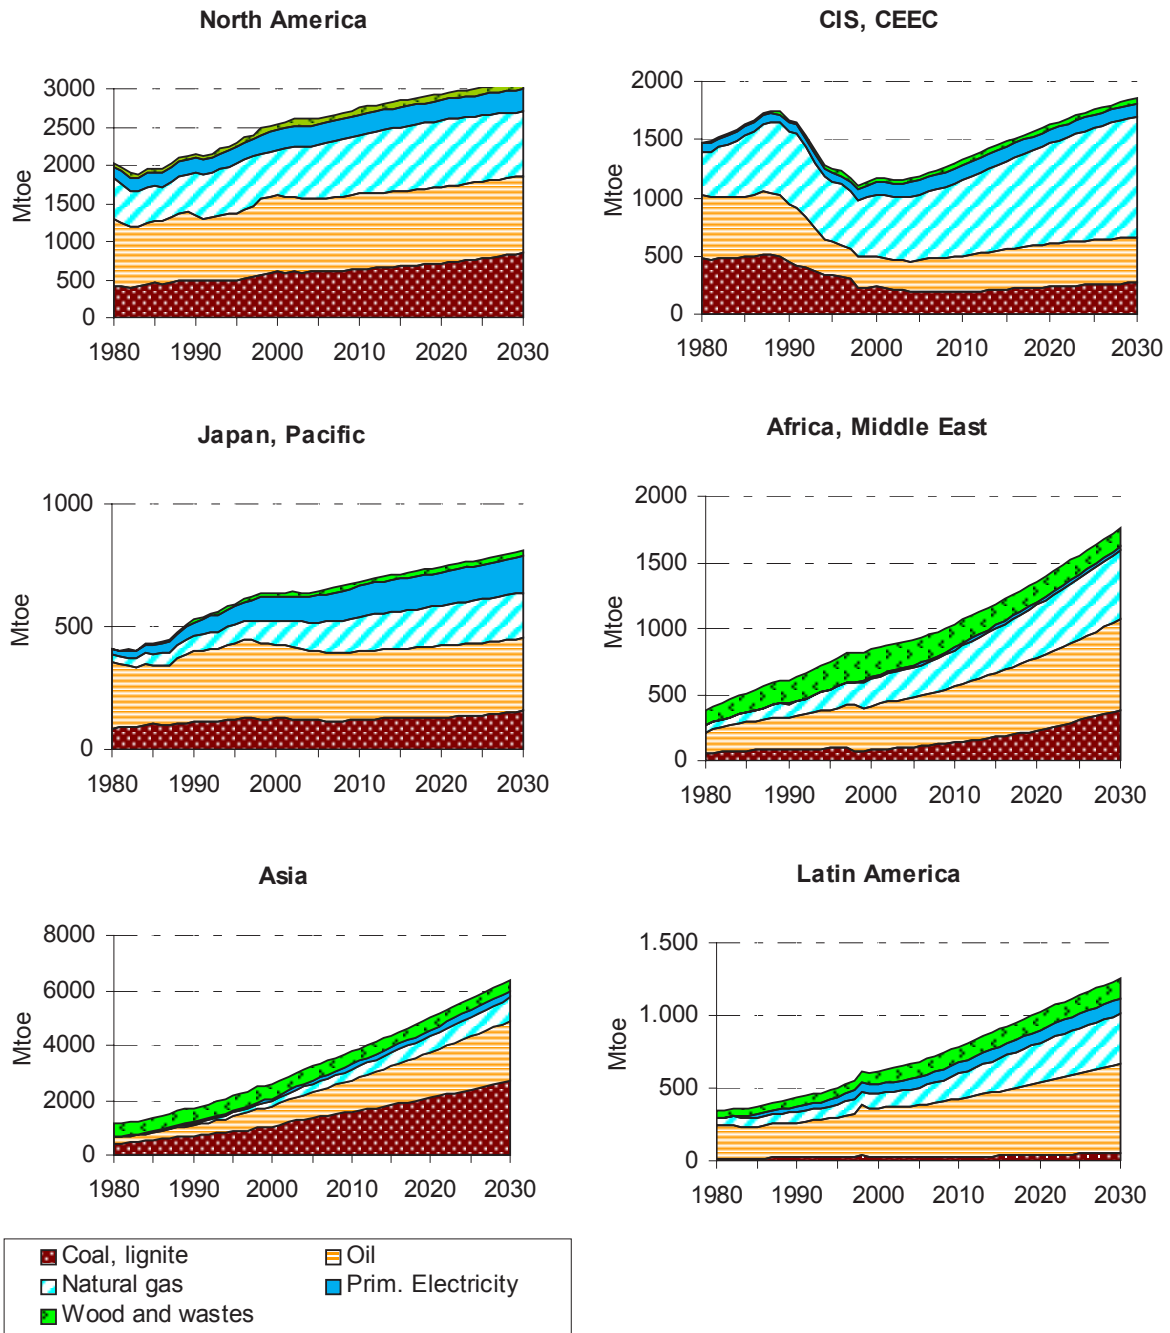 North America
Mtoe
3000
2500
2000
1500
1000
500
0
1980 1990 2000 2010 2020 2030
CIS, CEEC
Mtoe
2000
1500
1000
500
0
1980 1990 2000 2010 2020 2030
Japan, Pacific
Mtoe
1000
500
0
1980 1990 2000 2010 2020 2030
Africa, Middle East
Mtoe
2000
1500
1000
500
0
1980 1990 2000 2010 2020 2030
Asia
Mtoe
8000
6000
4000
2000
0
1980 1990 2000 2010 2020 2030
Latin America
Mtoe
1.500
1.000
500
0
1980 1990 2000 2010 2020 2030
Coal, lignite
Oil
Natural gas
Prim. Electricity
Wood and wastes